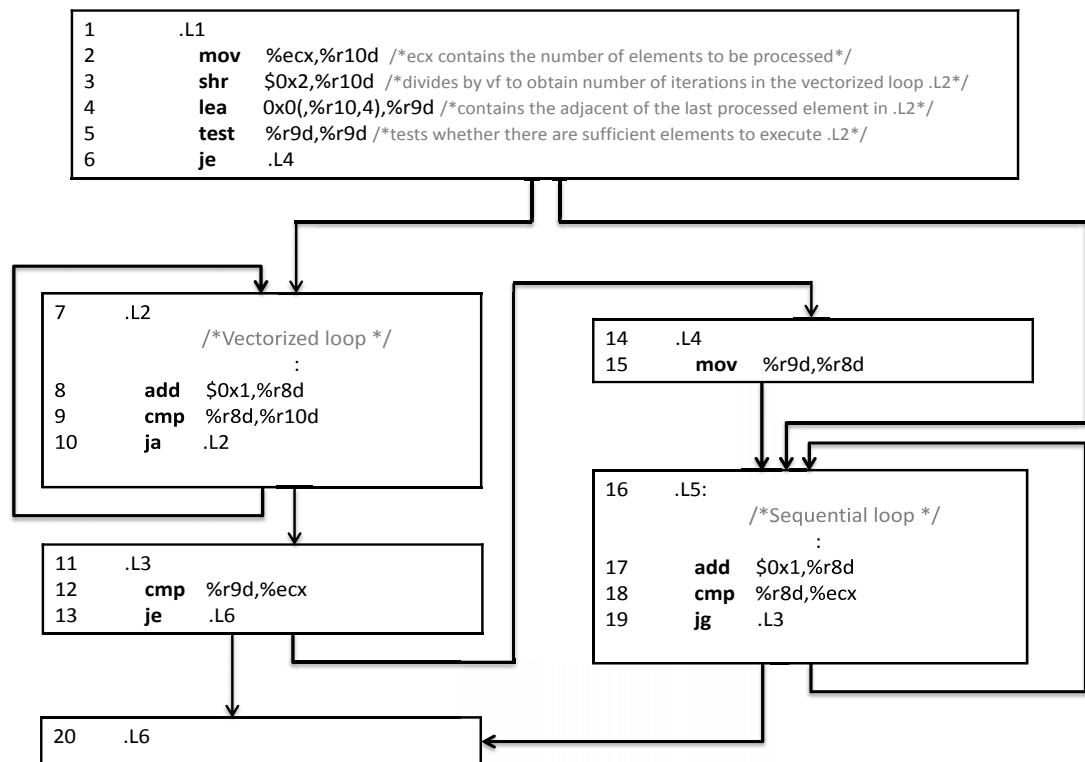 1 .L1
2 mov %ecx,%r10d /*ecx contains the number of elements to be processed*/
3 shr $0x2,%r10d /*divides by vf to obtain number of iterations in the vectorized loop .L2*/
4 lea 0x0(,%r10,4),%r9d /*contains the adjacent of the last processed element in .L2*/
5 test %r9d,%r9d /*tests whether there are sufficient elements to execute .L2*/
6 je .L4
7 .L2
/*Vectorized loop */
:
8 add $0x1,%r8d
9 cmp %r8d,%r10d
10 ja .L2
11 .L3
12 cmp %r9d,%ecx
13 je .L6
14 .L4
15 mov %r9d,%r8d
16 .L5:
/*Sequential loop */
:
17 add $0x1,%r8d
18 cmp %r8d,%ecx
19 jg .L3
20 .L6